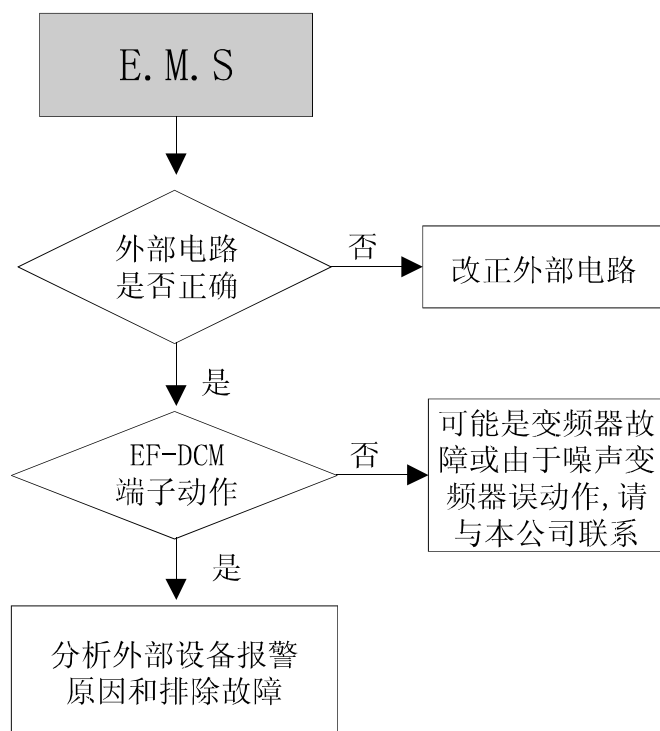 E.M.S
外部电路
是否正确
否
改正外部电路
是
EF-DCM
端子动作
否
可能是变频器故
障或由于噪声变
频器误动作,请
与本公司联系
是
分析外部设备报警
原因和排除故障